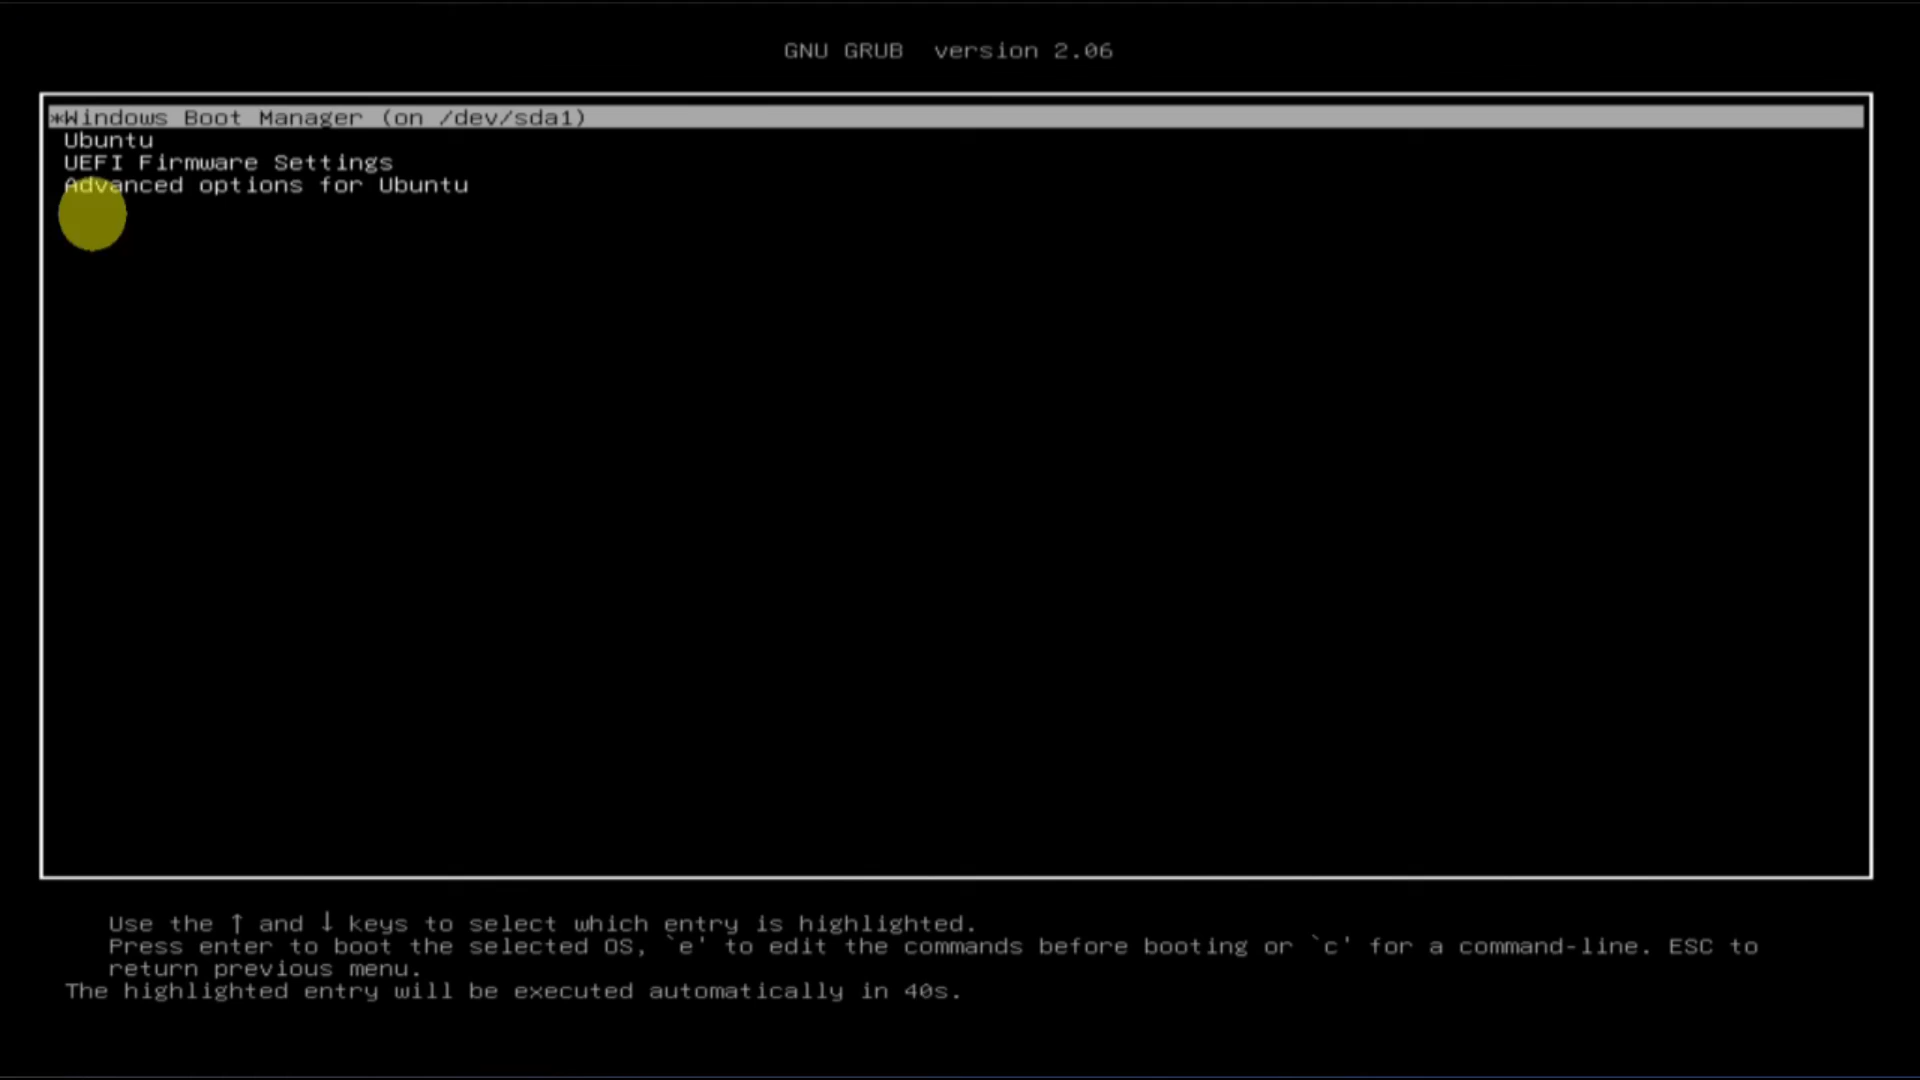 GNU GRUB  version 2.06
*Windows Boot Manager (on /dev/sda1)
Ubuntu
UEFI Firmware Settings
Advanced options for Ubuntu
Use the ↑ and ↓ keys to select which entry is highlighted.
Press enter to boot the selected OS, `e' to edit the commands before booting or `c' for a command-line. ESC to
return previous menu.
The highlighted entry will be executed automatically in 40s.